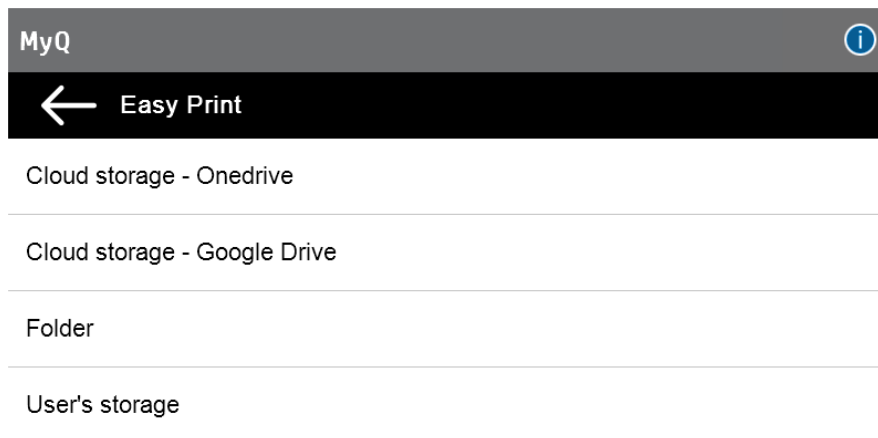 MyQ
Easy Print
Cloud storage - Onedrive
Cloud storage - Google Drive
Folder
User's storage